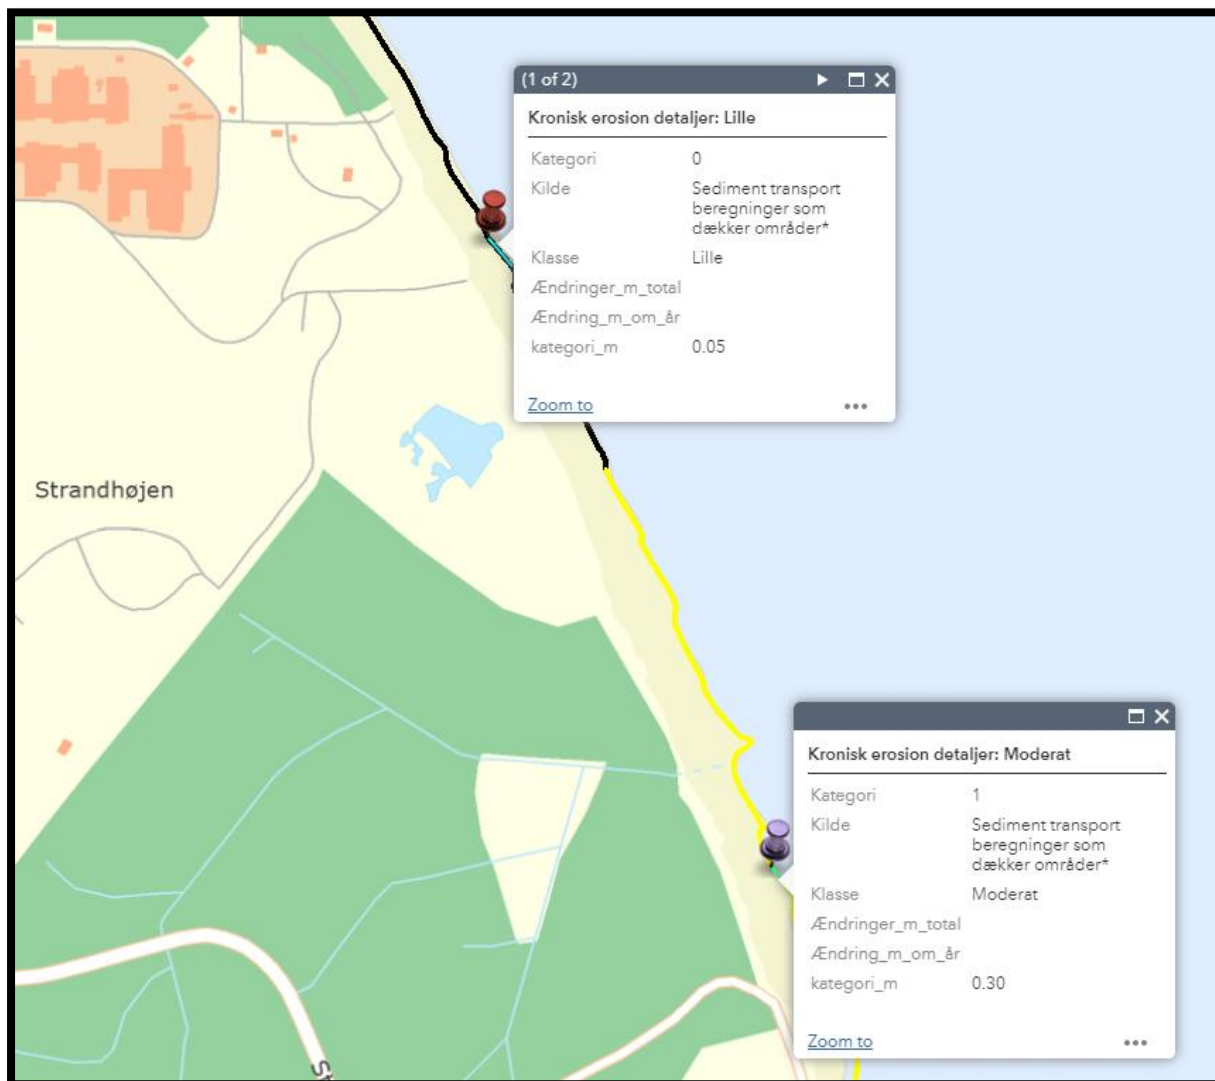 (1 of 2)
Kronisk erosion detaljer: Lille
Kategori 0
Kilde Sediment transport
beregninger som
dækker områder*
Klasse Lille
Ændringer_m_total
Ændring_m_om_år
kategori_m 0.05
Zoom to
Strandhøjen
Kronisk erosion detaljer: Moderat
Kategori 1
Kilde Sediment transport
beregninger som
dækker områder*
Klasse Moderat
Ændringer_m_total
Ændring_m_om_år
kategori_m 0.30
Zoom to